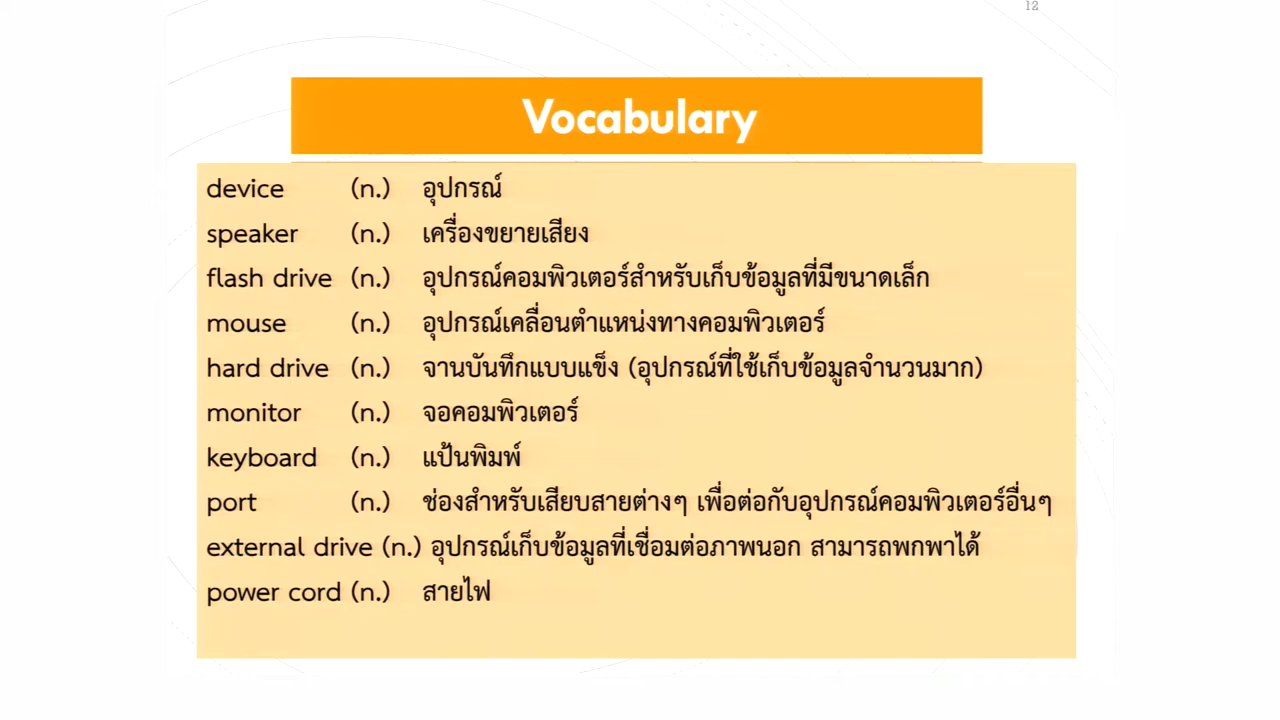 12
Vocabulary
device (n.) อุปกรณ์
speaker (n.) เครื่องขยายเสียง
flash drive (n.) อุปกรณ์คอมพิวเตอร์สำหรับเก็บข้อมูลที่มีขนาดเล็ก
mouse (n.) อุปกรณ์เคลื่อนตำแหน่งทางคอมพิวเตอร์
hard drive (n.) จานบันทึกแบบแข็ง (อุปกรณ์ที่ใช้เก็บข้อมูลจำนวนมาก)
monitor (n.) จอคอมพิวเตอร์
keyboard (n.) แป้นพิมพ์
port (n.) ช่องสำหรับเสียบสายต่างๆ เพื่อต่อกับอุปกรณ์คอมพิวเตอร์อื่นๆ
external drive (n.) อุปกรณ์เก็บข้อมูลที่เชื่อมต่อภาพนอก สามารถพกพาได้
power cord (n.) สายไฟ